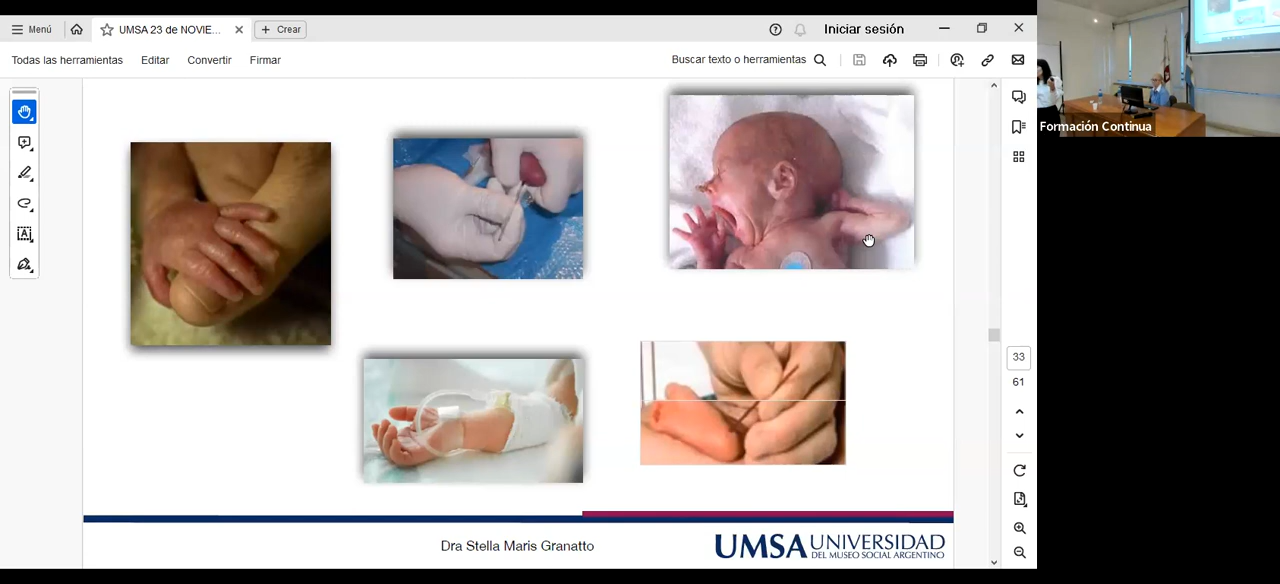 Menú
UMSA 23 de NOVIE...
Crear
Iniciar sesión
Todas las herramientas
Editar
Convertir
Firmar
Buscar texto o herramientas
Formación Continua
33
61
Dra Stella Maris Granatto
UMSA UNIVERSIDAD
DEL MUSEO SOCIAL ARGENTINO